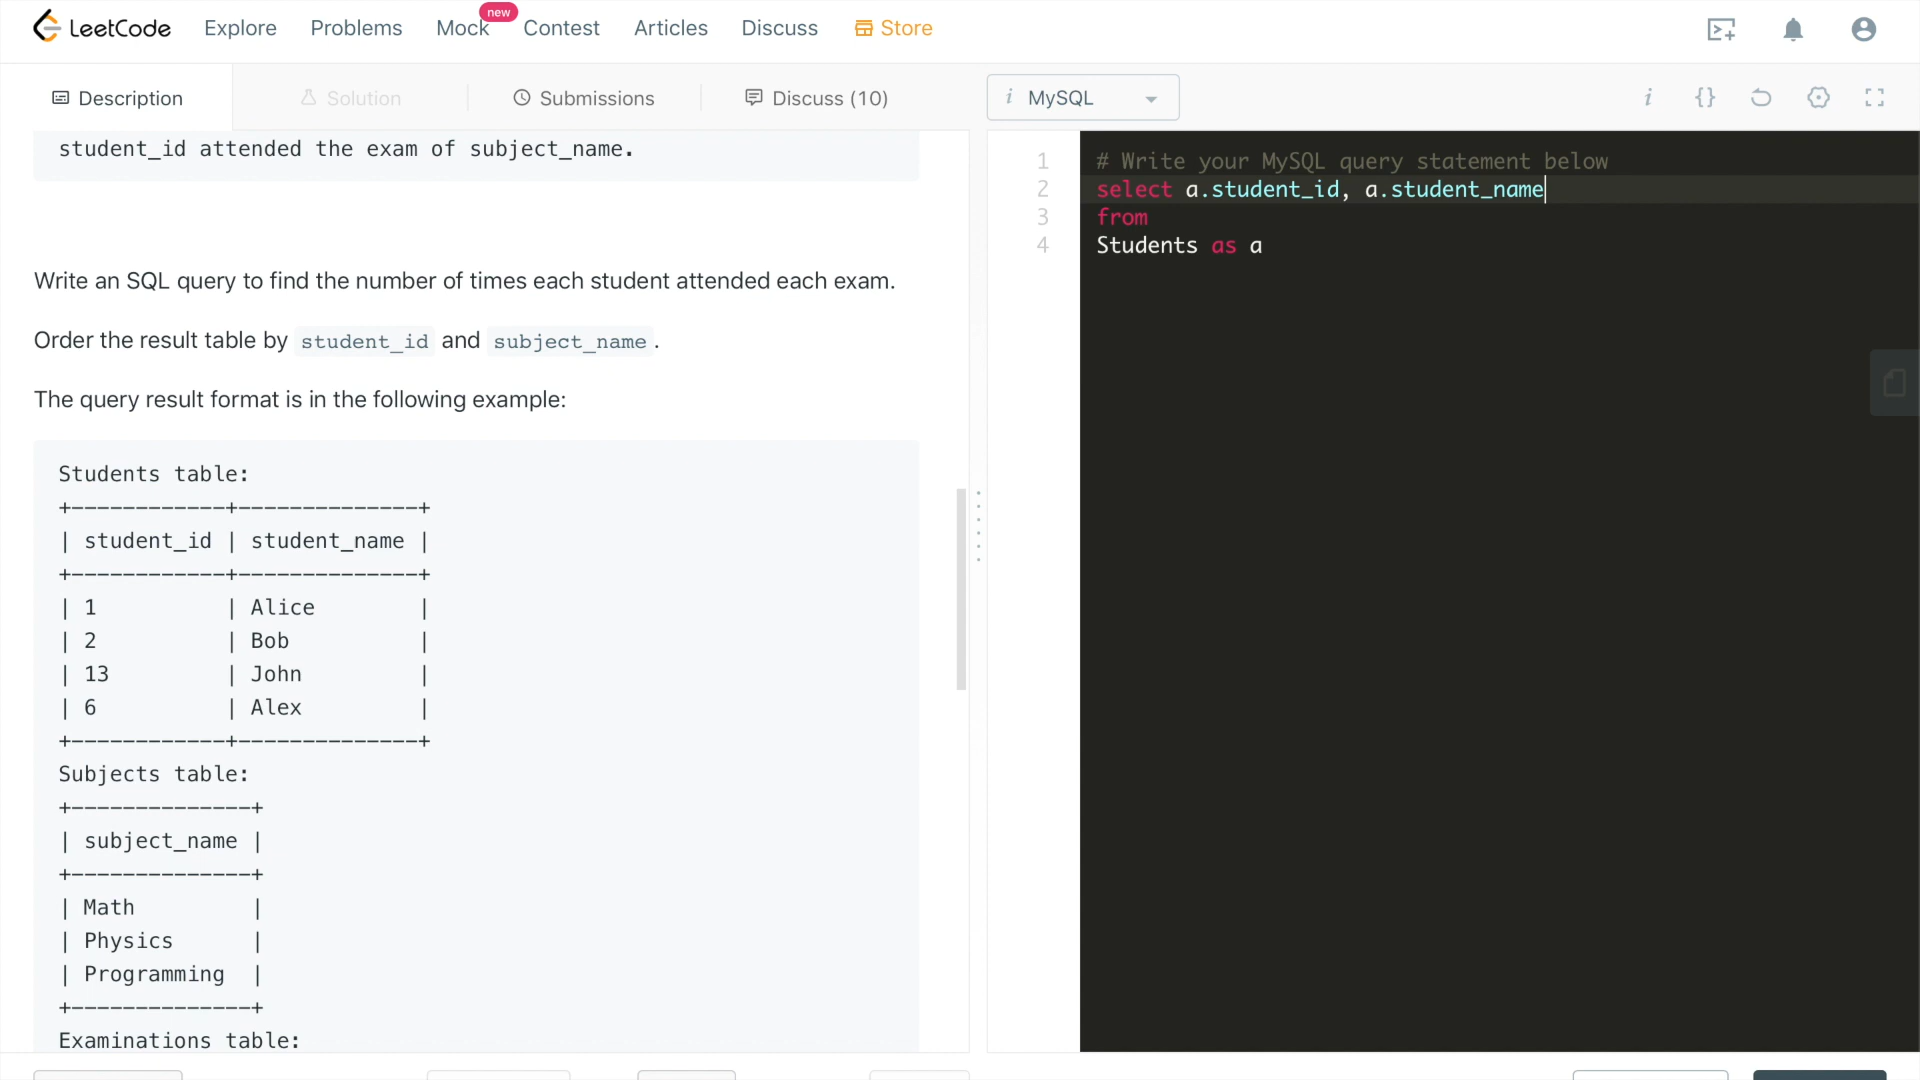 LeetCode Explore Problems Mock new Contest Articles Discuss Store
Description Solution Submissions Discuss (10) i MySQL i {}
student_id attended the exam of subject_name.
Write an SQL query to find the number of times each student attended each exam.
Order the result table by student_id and subject_name.
The query result format is in the following example:
Students table:
+------------+--------------+
| student_id | student_name |
+------------+--------------+
| 1          | Alice        |
| 2          | Bob          |
| 13         | John         |
| 6          | Alex         |
+------------+--------------+
Subjects table:
+--------------+
| subject_name |
+--------------+
| Math         |
| Physics      |
| Programming  |
+--------------+
Examinations table:
1 # Write your MySQL query statement below
2 select a.student_id, a.student_name
3 from
4 Students as a